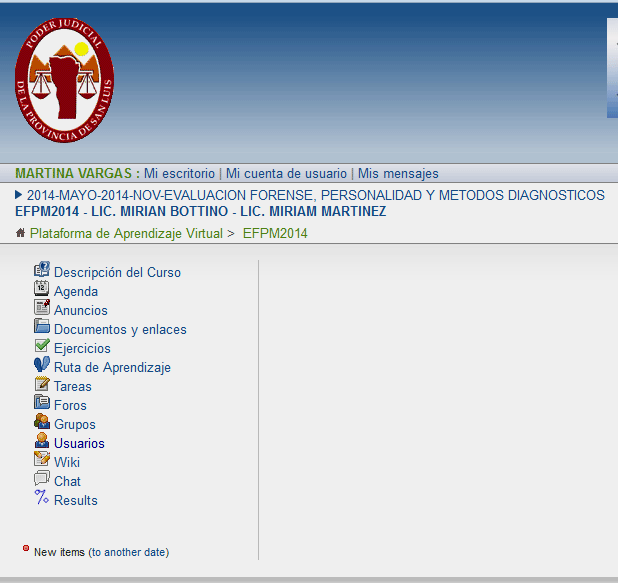 PODER JUDICIAL
DE LA PROVINCIA DE SAN LUIS
MARTINA VARGAS : Mi escritorio | Mi cuenta de usuario | Mis mensajes
2014-MAYO-2014-NOV-EVALUACION FORENSE, PERSONALIDAD Y METODOS DIAGNOSTICOS
EFPM2014 - LIC. MIRIAN BOTTINO - LIC. MIRIAM MARTINEZ
Plataforma de Aprendizaje Virtual > EFPM2014
Descripción del Curso
12
Agenda
Anuncios
Documentos y enlaces
Ejercicios
Ruta de Aprendizaje
Tareas
Foros
Grupos
Usuarios
Wiki
Chat
Results
New items (to another date)